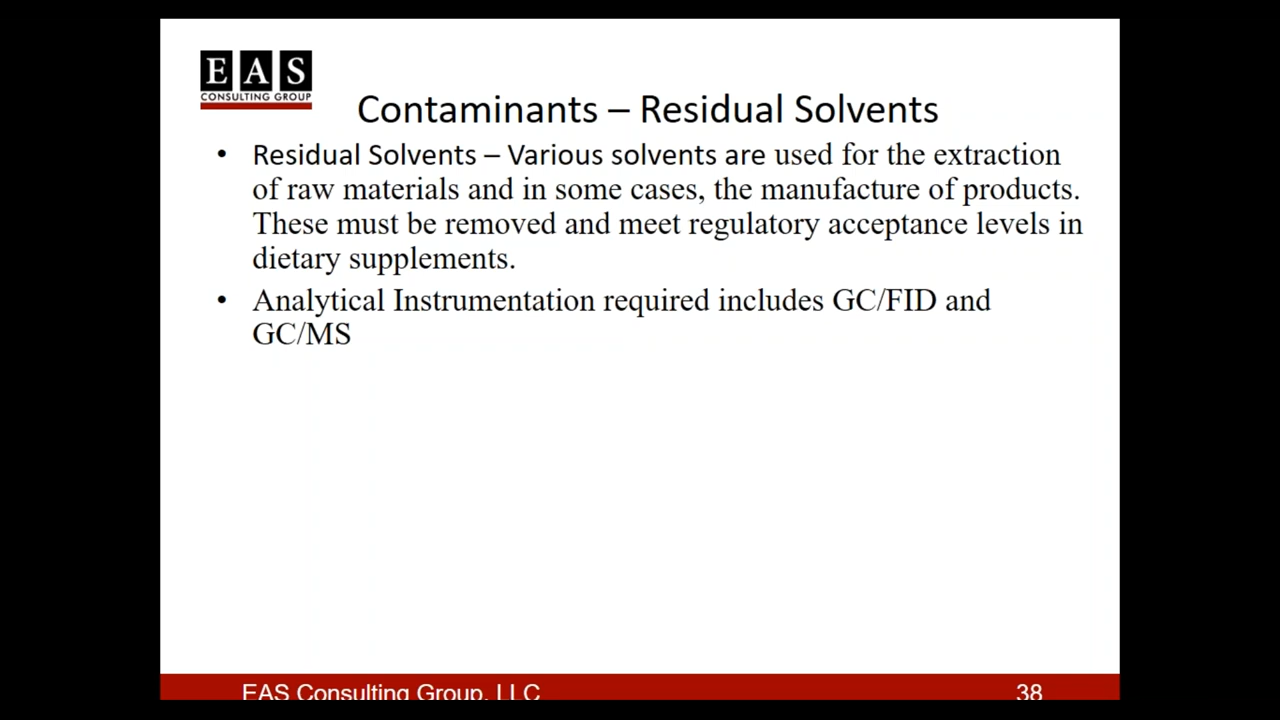 EAS
CONSULTING GROUP
Contaminants – Residual Solvents
• Residual Solvents – Various solvents are used for the extraction
of raw materials and in some cases, the manufacture of products.
These must be removed and meet regulatory acceptance levels in
dietary supplements.
• Analytical Instrumentation required includes GC/FID and
GC/MS
EAS Consulting Group, LLC
38